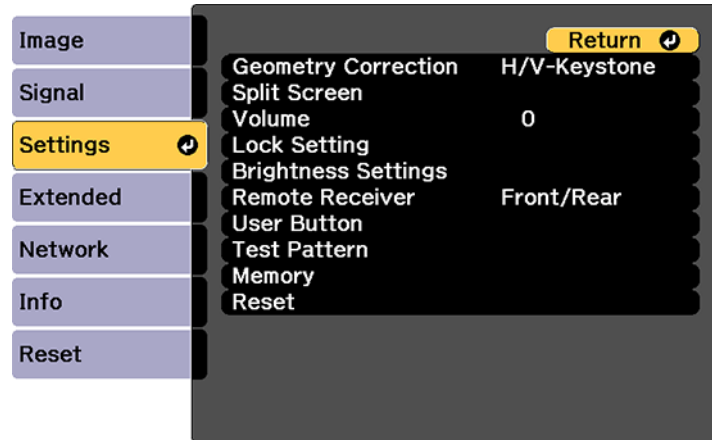 Image
Signal
Settings
Extended
Network
Info
Reset
Return
Geometry Correction H/V-Keystone
Split Screen
Volume 0
Lock Setting
Brightness Settings
Remote Receiver Front/Rear
User Button
Test Pattern
Memory
Reset